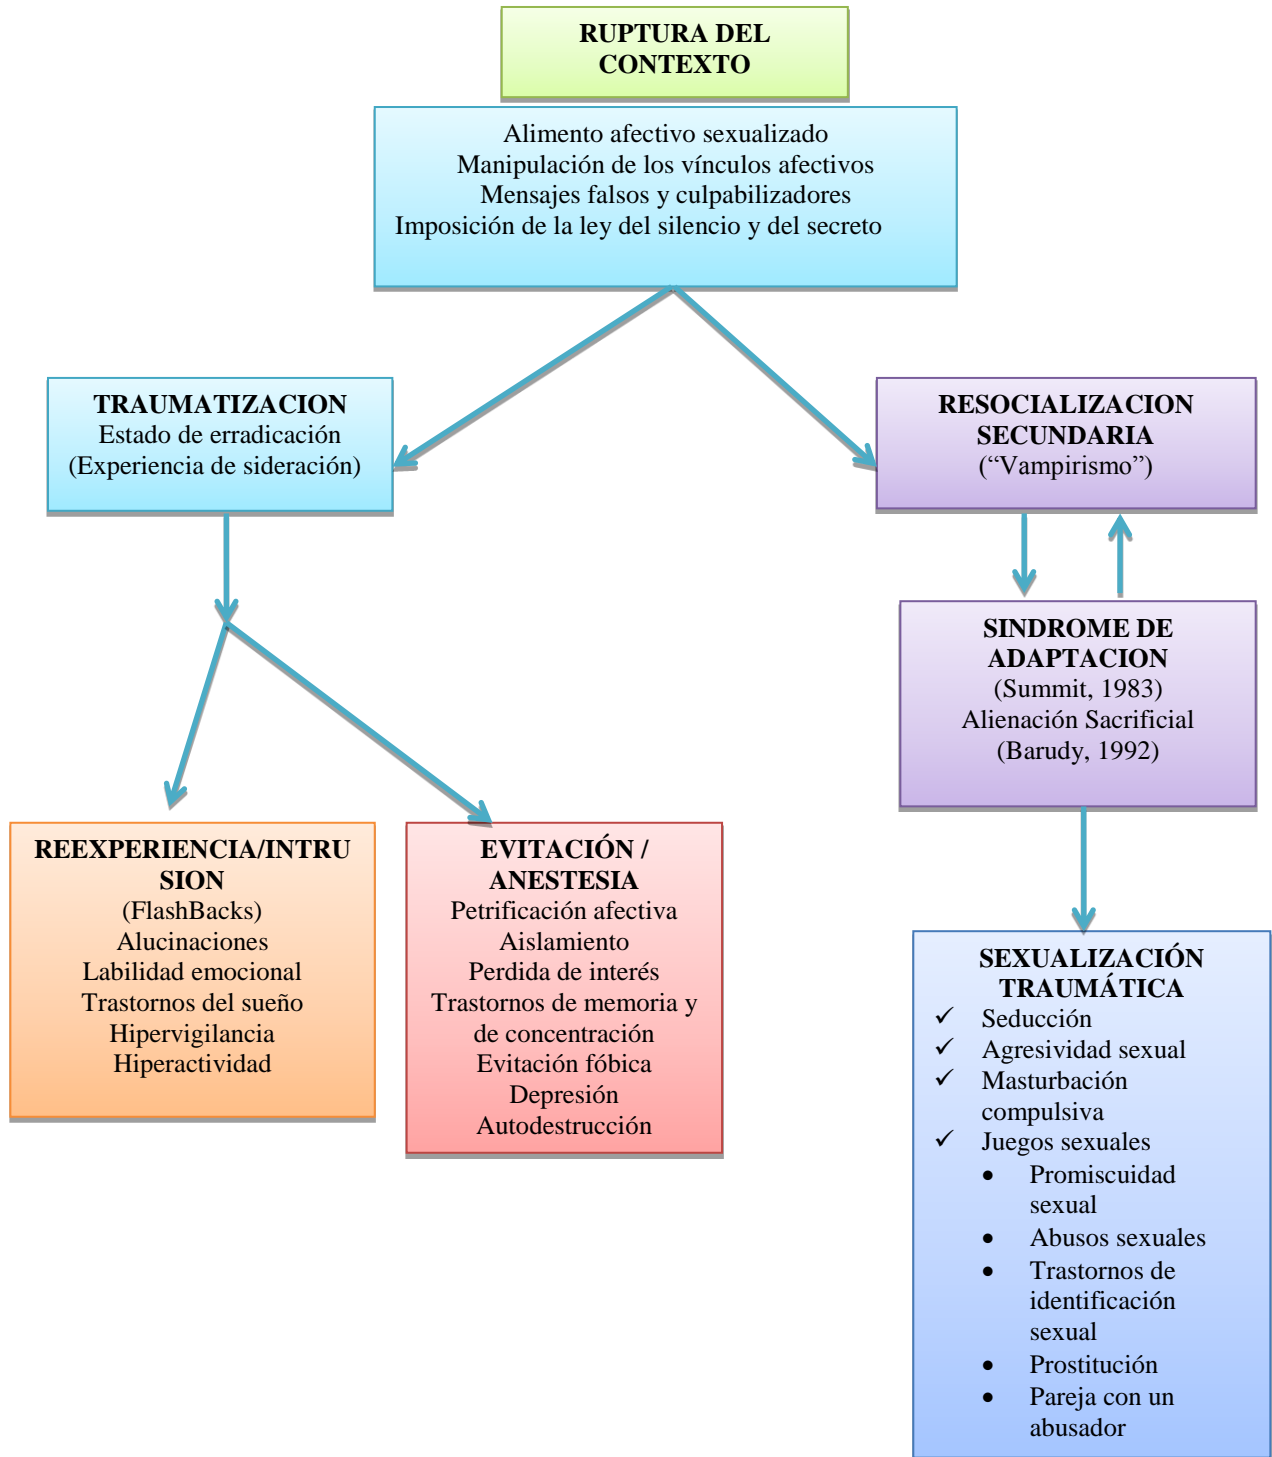 RUPTURA DEL
CONTEXTO
Alimento afectivo sexualizado
Manipulación de los vínculos afectivos
Mensajes falsos y culpabilizadores
Imposición de la ley del silencio y del secreto
TRAUMATIZACION
Estado de erradicación
(Experiencia de sideración)
RESOCIALIZACION
SECUNDARIA
(“Vampirismo”)
SINDROME DE
ADAPTACION
(Summit, 1983)
Alienación Sacrificial
(Barudy, 1992)
REEXPERIENCIA/INTRU
SION
(FlashBacks)
Alucinaciones
Labilidad emocional
Trastornos del sueño
Hipervigilancia
Hiperactividad
EVITACIÓN /
ANESTESIA
Petrificación afectiva
Aislamiento
Perdida de interés
Trastornos de memoria y
de concentración
Evitación fóbica
Depresión
Autodestrucción
SEXUALIZACIÓN
TRAUMÁTICA
✓ Seducción
✓ Agresividad sexual
✓ Masturbación
compulsiva
✓ Juegos sexuales
• Promiscuidad
sexual
• Abusos sexuales
• Trastornos de
identificación
sexual
• Prostitución
• Pareja con un
abusador